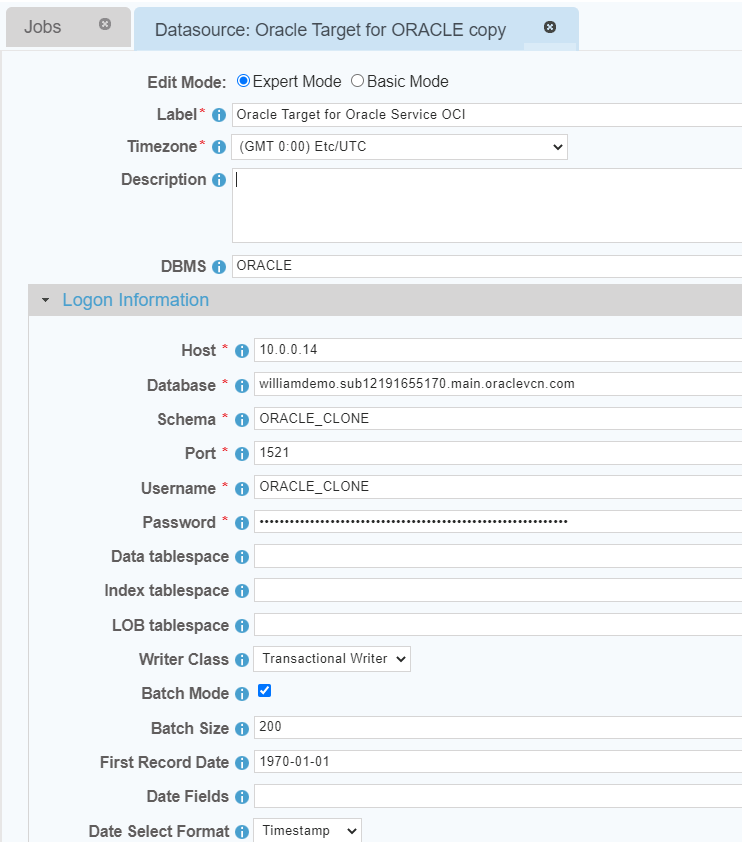 Jobs
Datasource: Oracle Target for ORACLE copy
Edit Mode: Expert Mode Basic Mode
Label* Oracle Target for Oracle Service OCI
Timezone* (GMT 0:00) Etc/UTC
Description
DBMS ORACLE
Logon Information
Host * 10.0.0.14
Database * williamdemo.sub12191655170.main.oraclevcn.com
Schema * ORACLE_CLONE
Port * 1521
Username * ORACLE_CLONE
Password *
Data tablespace
Index tablespace
LOB tablespace
Writer Class Transactional Writer
Batch Mode
Batch Size 200
First Record Date 1970-01-01
Date Fields
Date Select Format Timestamp